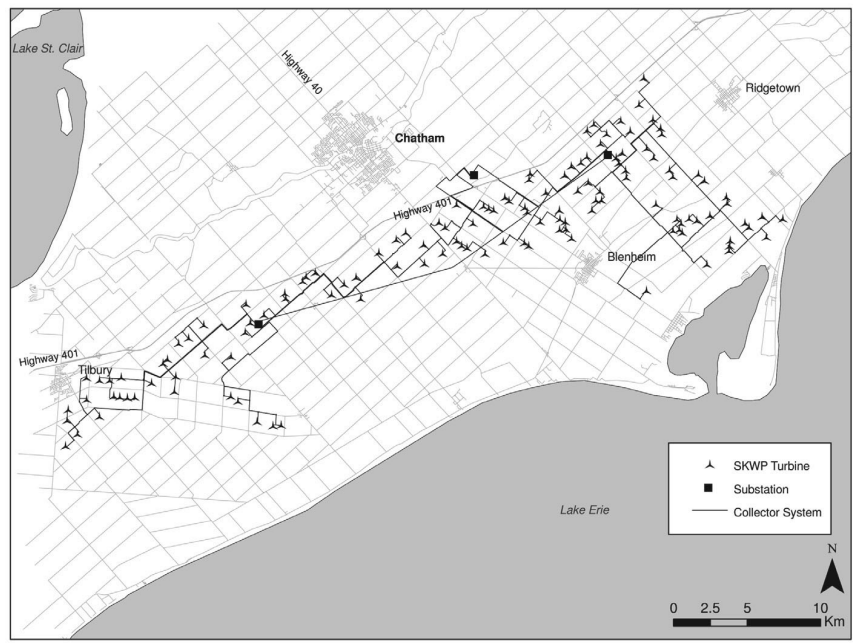 Lake St. Clair
Highway 40
Ridgetown
Chatham
Highway 401
Blenheim
Highway 401
Tilbury
SKWP Turbine
Substation
Collector System
Lake Erie
N
0 2.5 5 10
Km